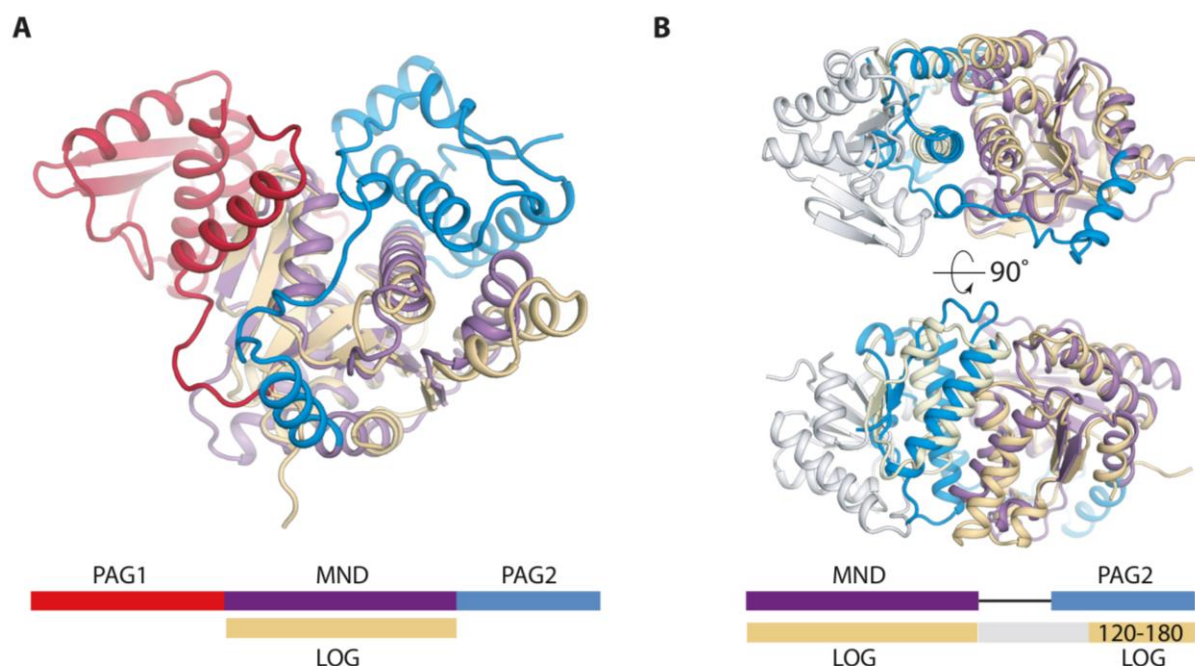 A
B
90°
PAG1 MND PAG2
LOG
MND PAG2
120-180
LOG LOG